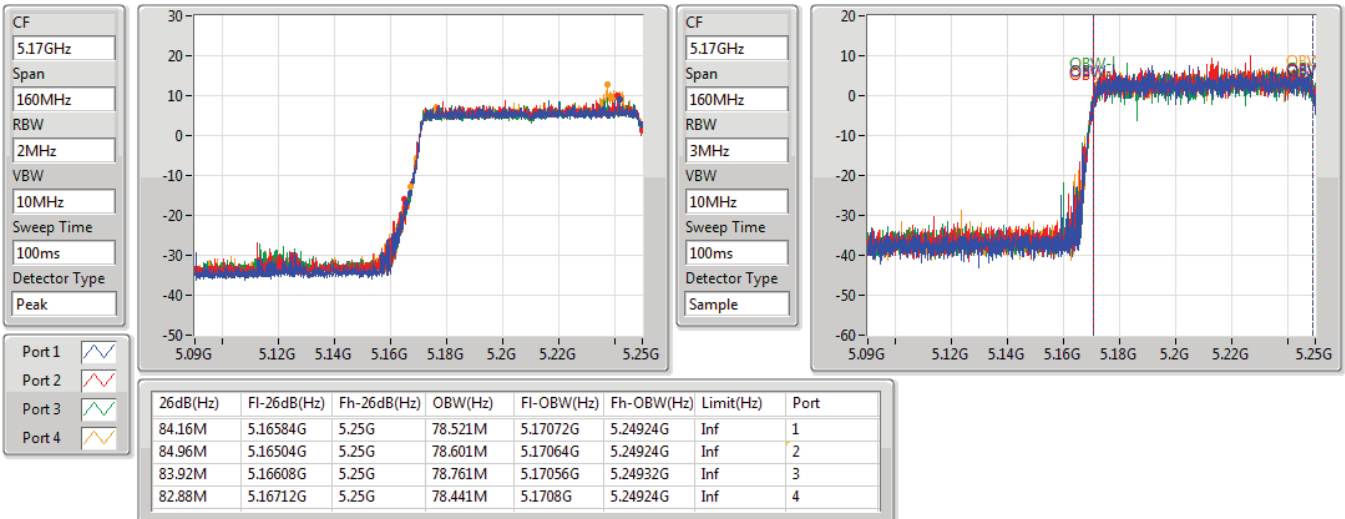 CF
5.17GHz
Span
160MHz
RBW
2MHz
VBW
10MHz
Sweep Time
100ms
Detector Type
Peak
30
20
10
0
-10
-20
-30
-40
-50
5.09G 5.12G 5.14G 5.16G 5.18G 5.2G 5.22G 5.25G
CF
5.17GHz
Span
160MHz
RBW
3MHz
VBW
10MHz
Sweep Time
100ms
Detector Type
Sample
20
10
0
-10
-20
-30
-40
-50
-60
5.09G 5.12G 5.14G 5.16G 5.18G 5.2G 5.22G 5.25G
Port 1
Port 2
Port 3
Port 4
26dB(Hz) Fl-26dB(Hz) Fh-26dB(Hz) OBW(Hz) Fl-OBW(Hz) Fh-OBW(Hz) Limit(Hz) Port
84.16M 5.16584G 5.25G 78.521M 5.17072G 5.24924G Inf 1
84.96M 5.16504G 5.25G 78.601M 5.17064G 5.24924G Inf 2
83.92M 5.16608G 5.25G 78.761M 5.17056G 5.24932G Inf 3
82.88M 5.16712G 5.25G 78.441M 5.1708G 5.24924G Inf 4